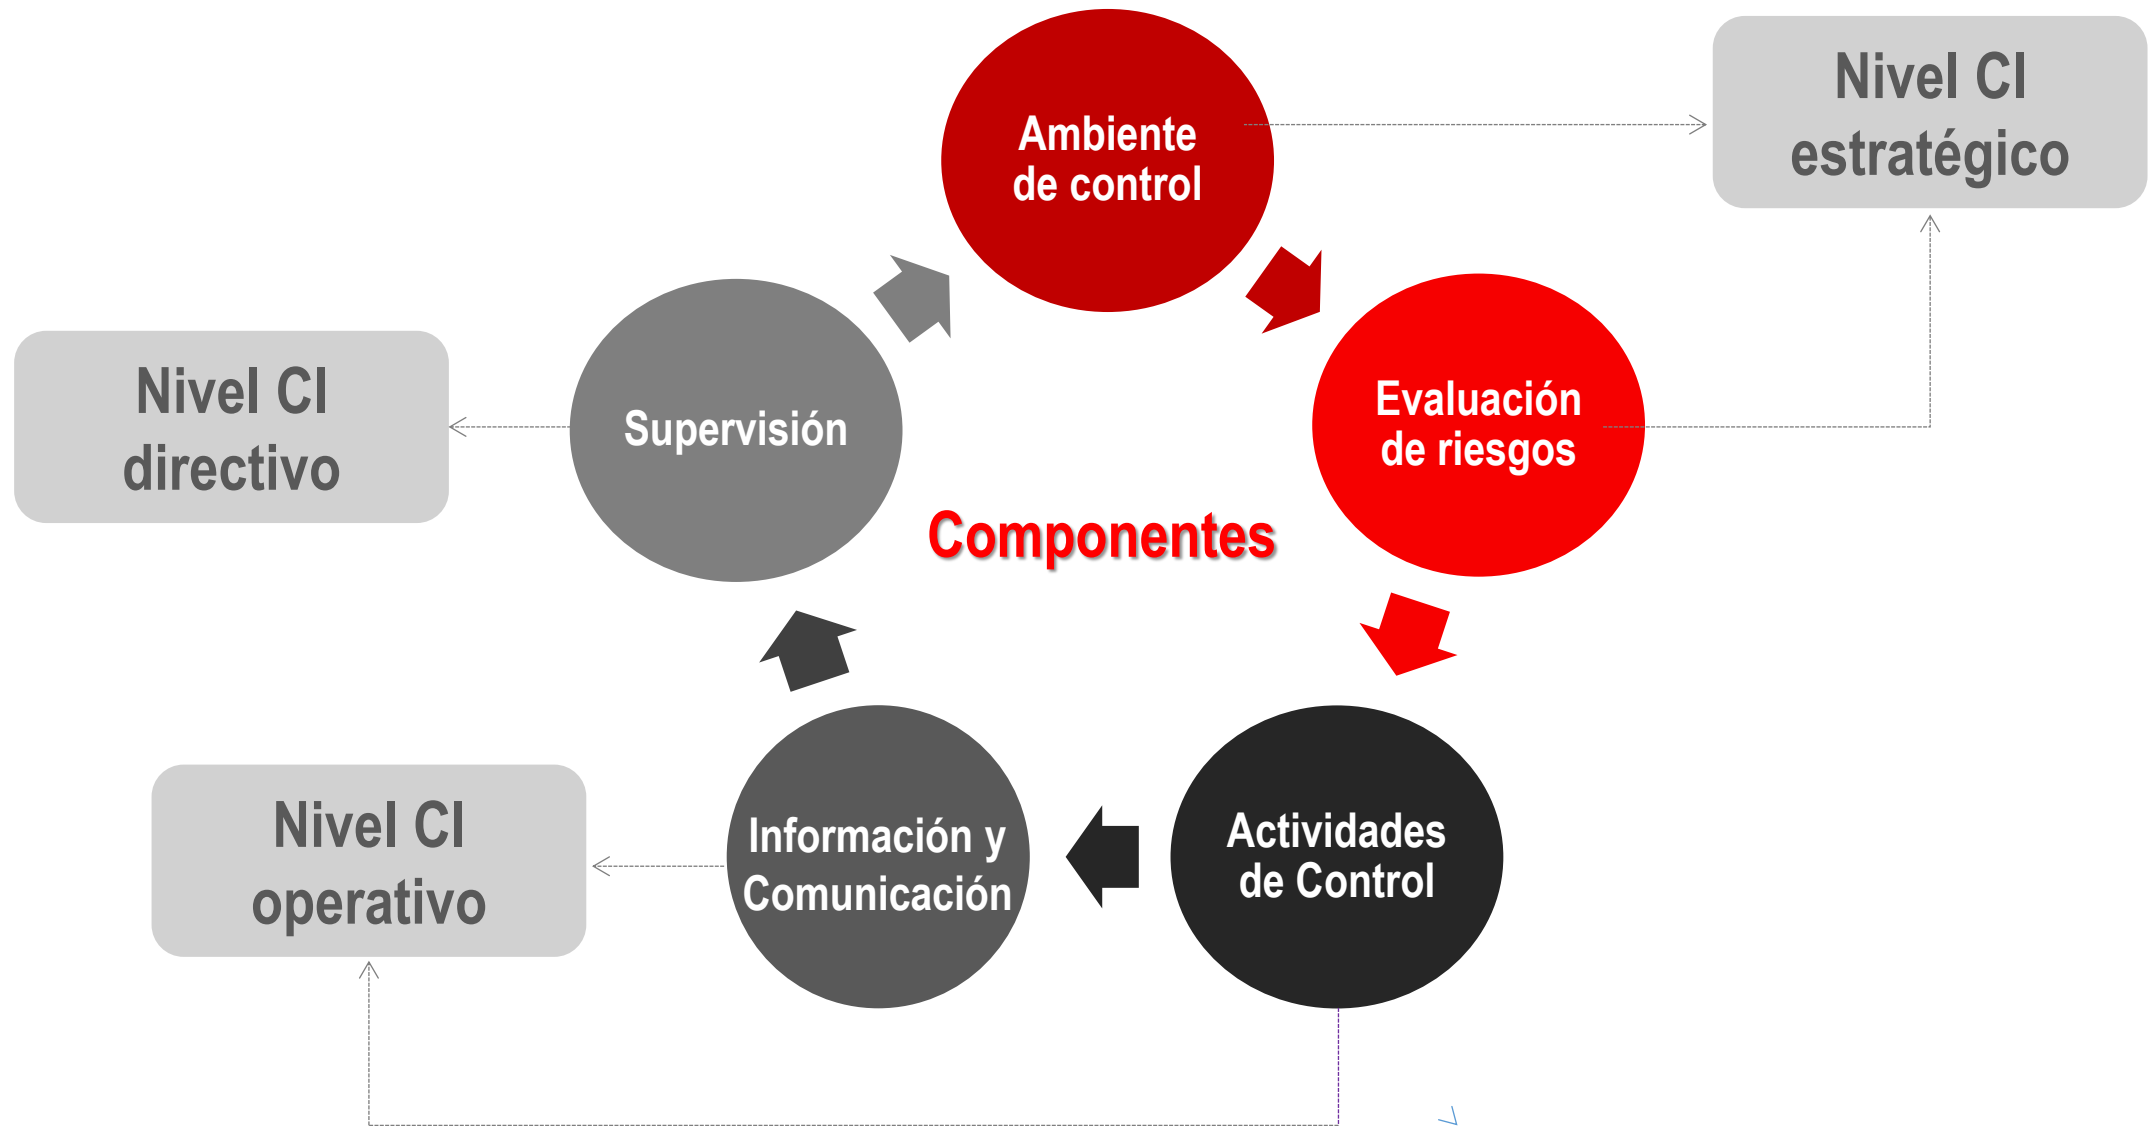 Ambiente
de control
Nivel CI
estratégico
Evaluación
de riesgos
Supervisión
Nivel CI
directivo
Componentes
Actividades
de Control
Información y
Comunicación
Nivel CI
operativo